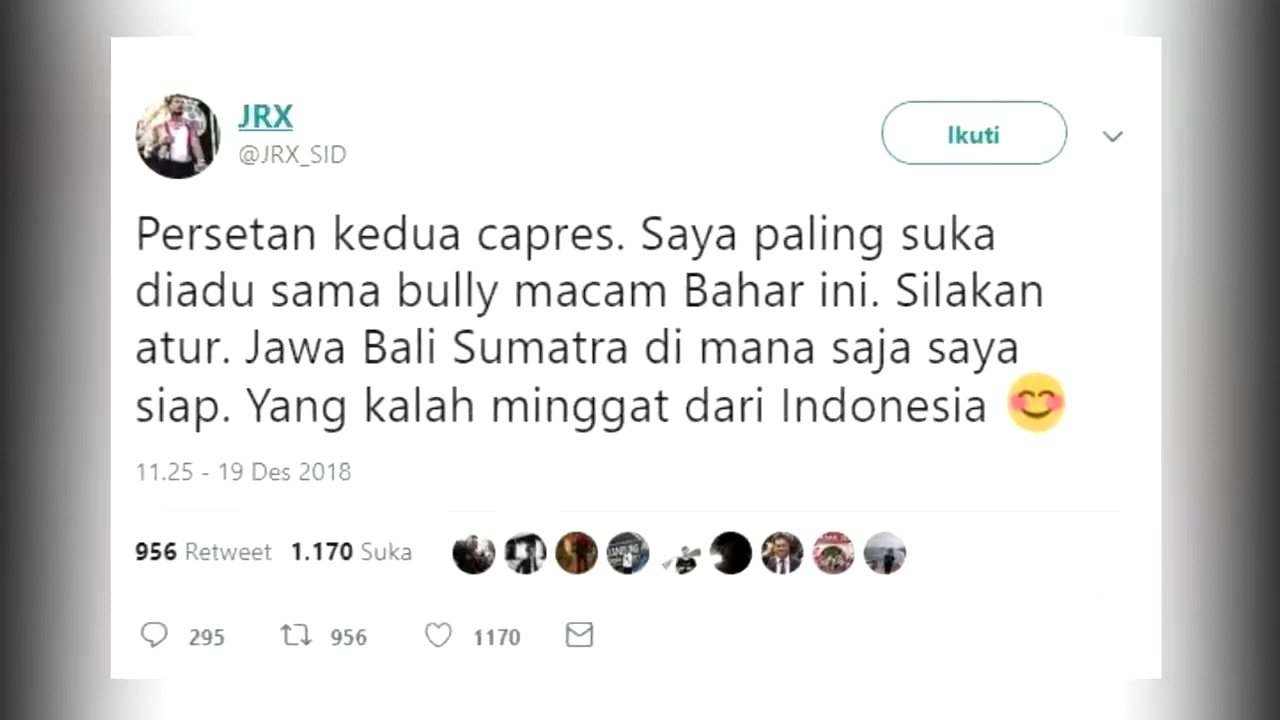 JRX
@JRX_SID
Ikuti
Persetan kedua capres. Saya paling suka
diadu sama bully macam Bahar ini. Silakan
atur. Jawa Bali Sumatra di mana saja saya
siap. Yang kalah minggat dari Indonesia 😊
11.25 - 19 Des 2018
956 Retweet 1.170 Suka
295 956 1170